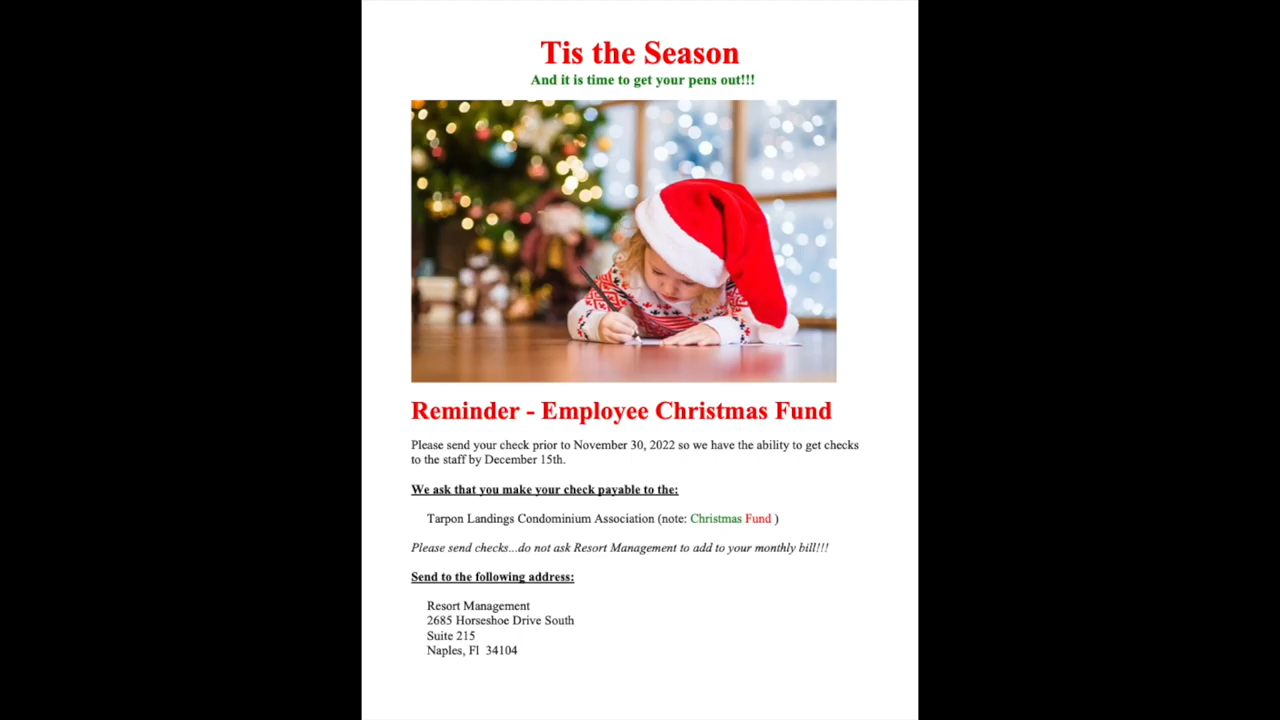 Tis the Season
And it is time to get your pens out!!!
Reminder - Employee Christmas Fund
Please send your check prior to November 30, 2022 so we have the ability to get checks
to the staff by December 15th.
We ask that you make your check payable to the:
Tarpon Landings Condominium Association (note: Christmas Fund )
Please send checks...do not ask Resort Management to add to your monthly bill!!!
Send to the following address:
Resort Management
2685 Horseshoe Drive South
Suite 215
Naples, Fl  34104